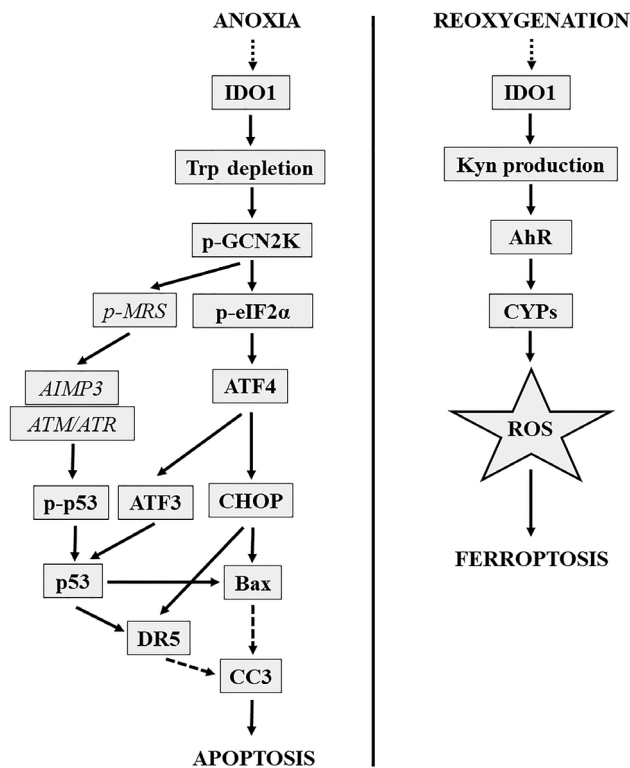 ANOXIA
IDO1
Trp depletion
p-GCN2K
p-MRS
p-eIF2α
AIMP3
ATM/ATR
ATF4
p-p53
ATF3
CHOP
p53
Bax
DR5
CC3
APOPTOSIS
REOXYGENATION
IDO1
Kyn production
AhR
CYPs
ROS
FERROPTOSIS